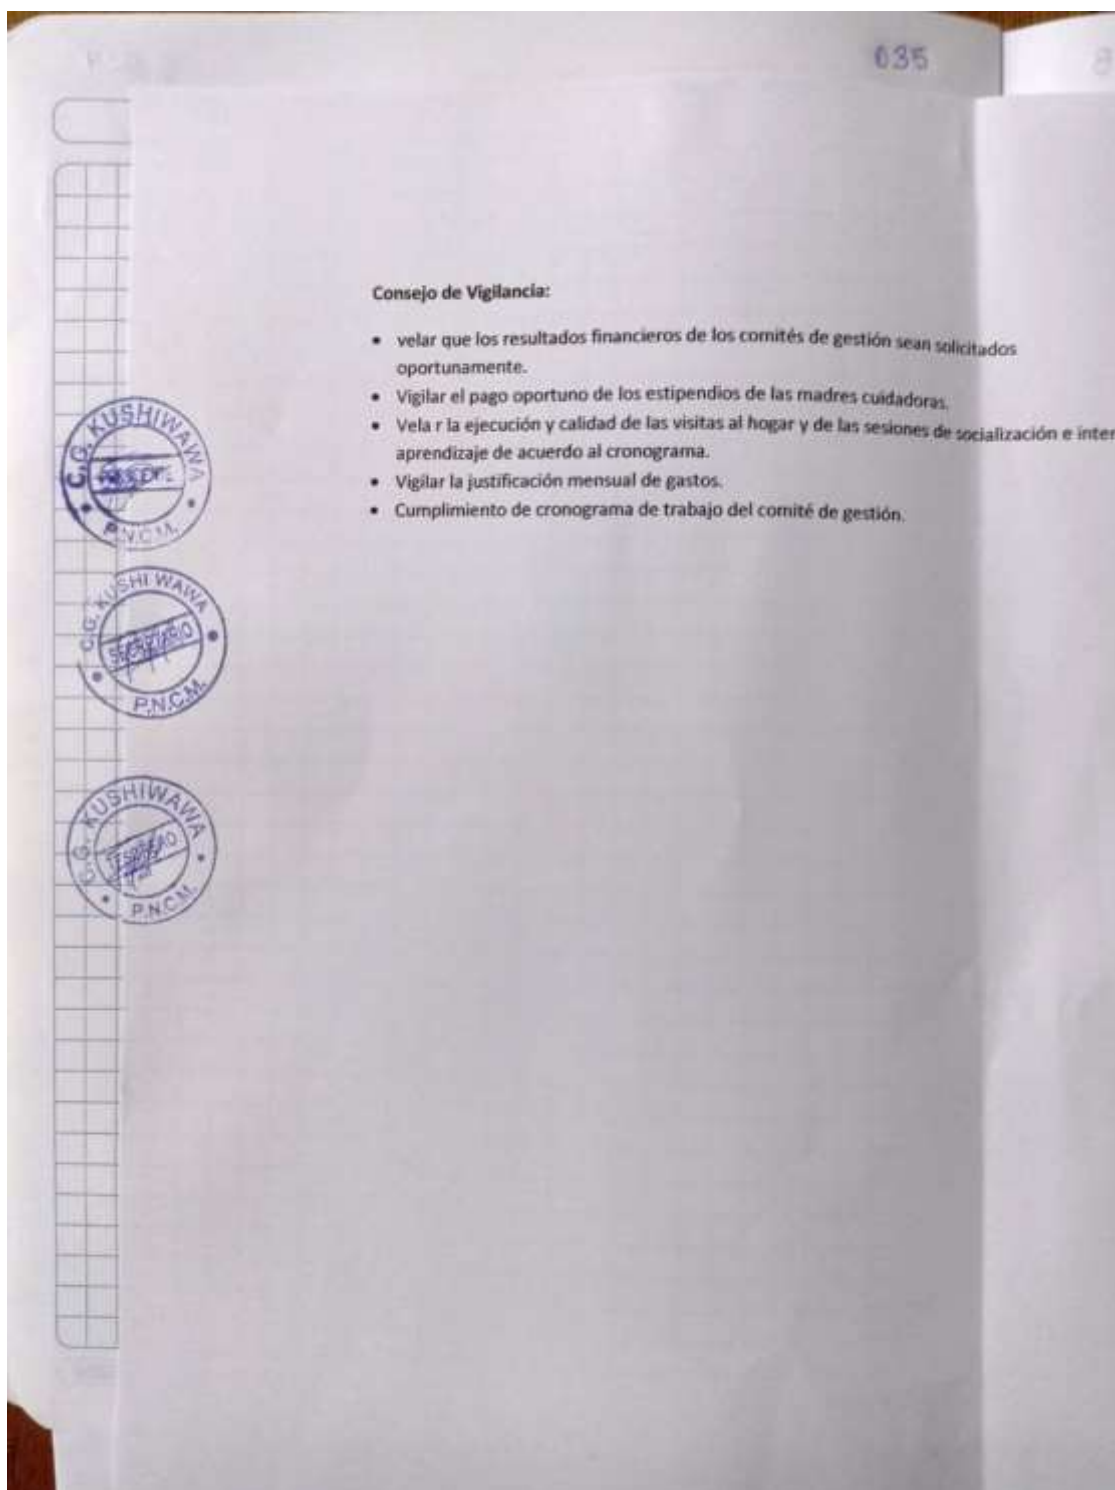 035
Consejo de Vigilancia:
• velar que los resultados financieros de los comités de gestión sean solicitados
oportunamente.
• Vigilar el pago oportuno de los estipendios de las madres cuidadoras.
• Vela r la ejecución y calidad de las visitas al hogar y de las sesiones de socialización e inter
aprendizaje de acuerdo al cronograma.
• Vigilar la justificación mensual de gastos.
• Cumplimiento de cronograma de trabajo del comité de gestión.
C.G. KUSHIWAWA
P.N.C.M.
C.G. KUSHI WAWA
SECRETARIO
P.N.C.M.
C.G. KUSHIWAWA
P.N.C.M.